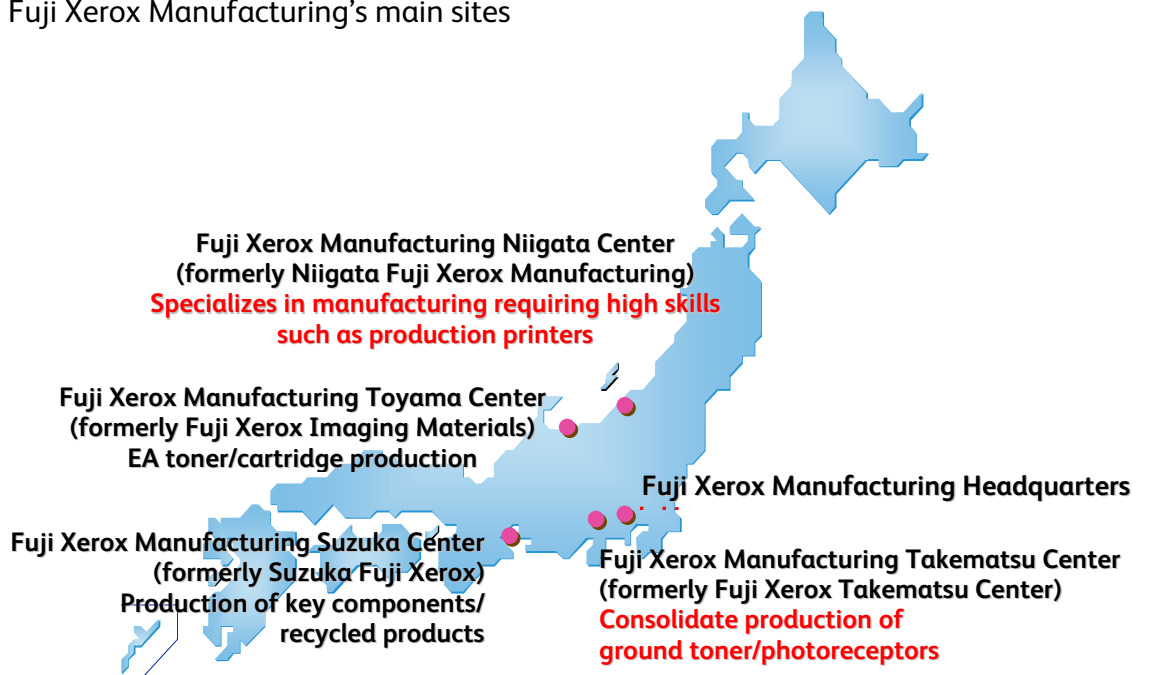 Fuji Xerox Manufacturing’s main sites
Fuji Xerox Manufacturing Niigata Center
(formerly Niigata Fuji Xerox Manufacturing)
Specializes in manufacturing requiring high skills
such as production printers
Fuji Xerox Manufacturing Toyama Center
(formerly Fuji Xerox Imaging Materials)
EA toner/cartridge production
Fuji Xerox Manufacturing Headquarters
Fuji Xerox Manufacturing Suzuka Center
(formerly Suzuka Fuji Xerox)
Production of key components/
recycled products
Fuji Xerox Manufacturing Takematsu Center
(formerly Fuji Xerox Takematsu Center)
Consolidate production of
ground toner/photoreceptors